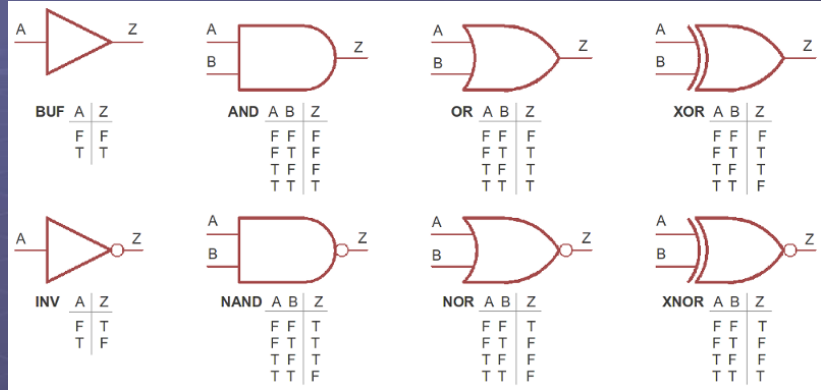 A Z
A Z
B
A Z
B
A Z
B
BUF A Z
F F
T T
AND A B Z
F F F
F T F
T F F
T T T
OR A B Z
F F F
F T T
T F T
T T T
XOR A B Z
F F F
F T T
T F T
T T F
A Z
A Z
B
A Z
B
A Z
B
INV A Z
F T
T F
NAND A B Z
F F T
F T T
T F T
T T F
NOR A B Z
F F T
F T F
T F F
T T F
XNOR A B Z
F F T
F T F
T F F
T T T